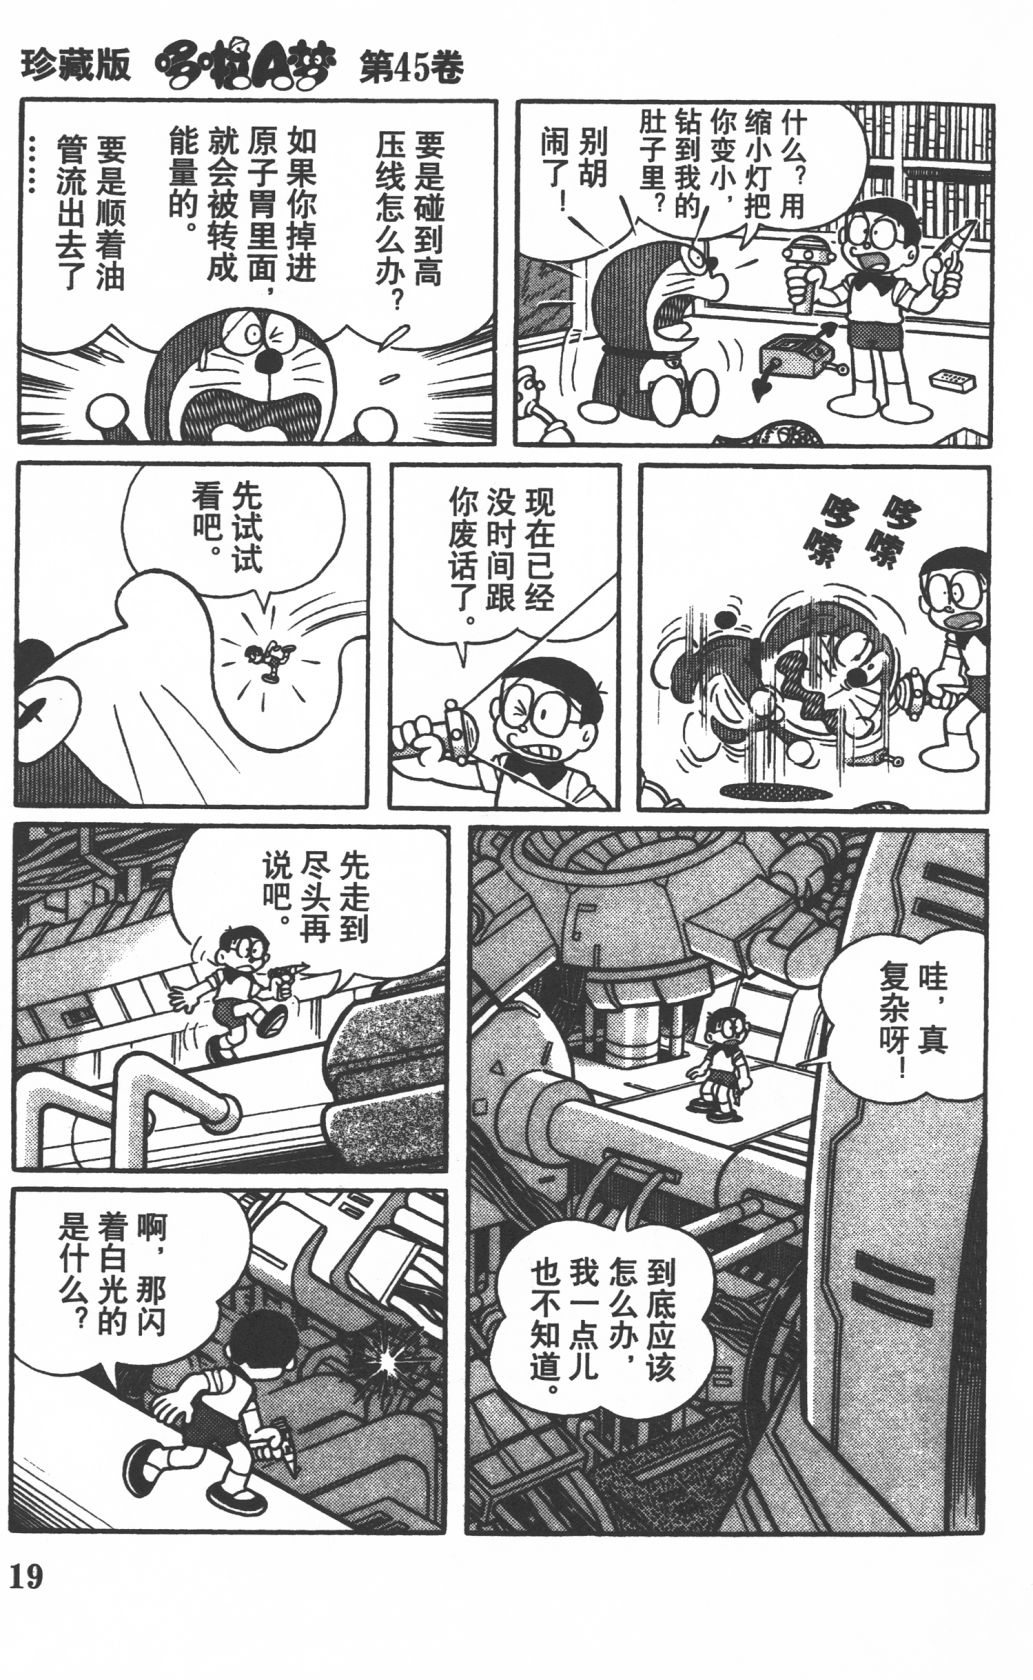 珍藏版 哆啦A梦 第45卷
什么？用
缩小灯把
你变小，
钻到我的
肚子里？
别胡
闹了！
要是碰到高
压线怎么办？
如果你掉进
原子胃里面，
就会被转成
能量的。
要是顺着油
管流出去了
……
哆嗦
哆嗦
现在已经
没时间跟
你废话了。
先试试
看吧。
哇，真
复杂呀！
到底应该
怎么办，
我一点儿
也不知道。
先走到
尽头再
说吧。
啊，那闪
着白光的
是什么？
19